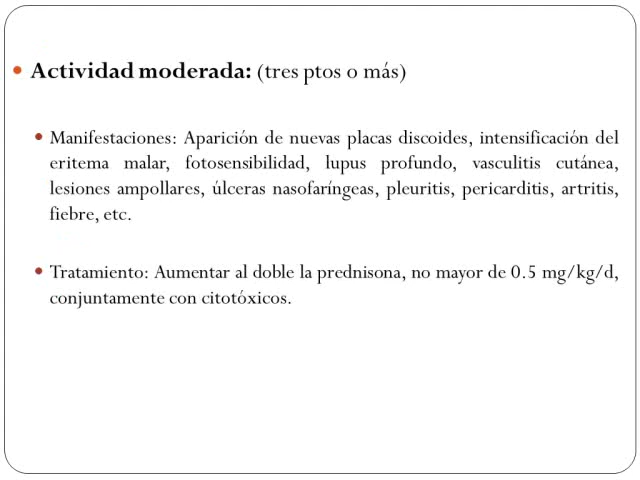 Actividad moderada: (tres ptos o más)
Manifestaciones: Aparición de nuevas placas discoides, intensificación del
eritema malar, fotosensibilidad, lupus profundo, vasculitis cutánea,
lesiones ampollares, úlceras nasofaríngeas, pleuritis, pericarditis, artritis,
fiebre, etc.
Tratamiento: Aumentar al doble la prednisona, no mayor de 0.5 mg/kg/d,
conjuntamente con citotóxicos.